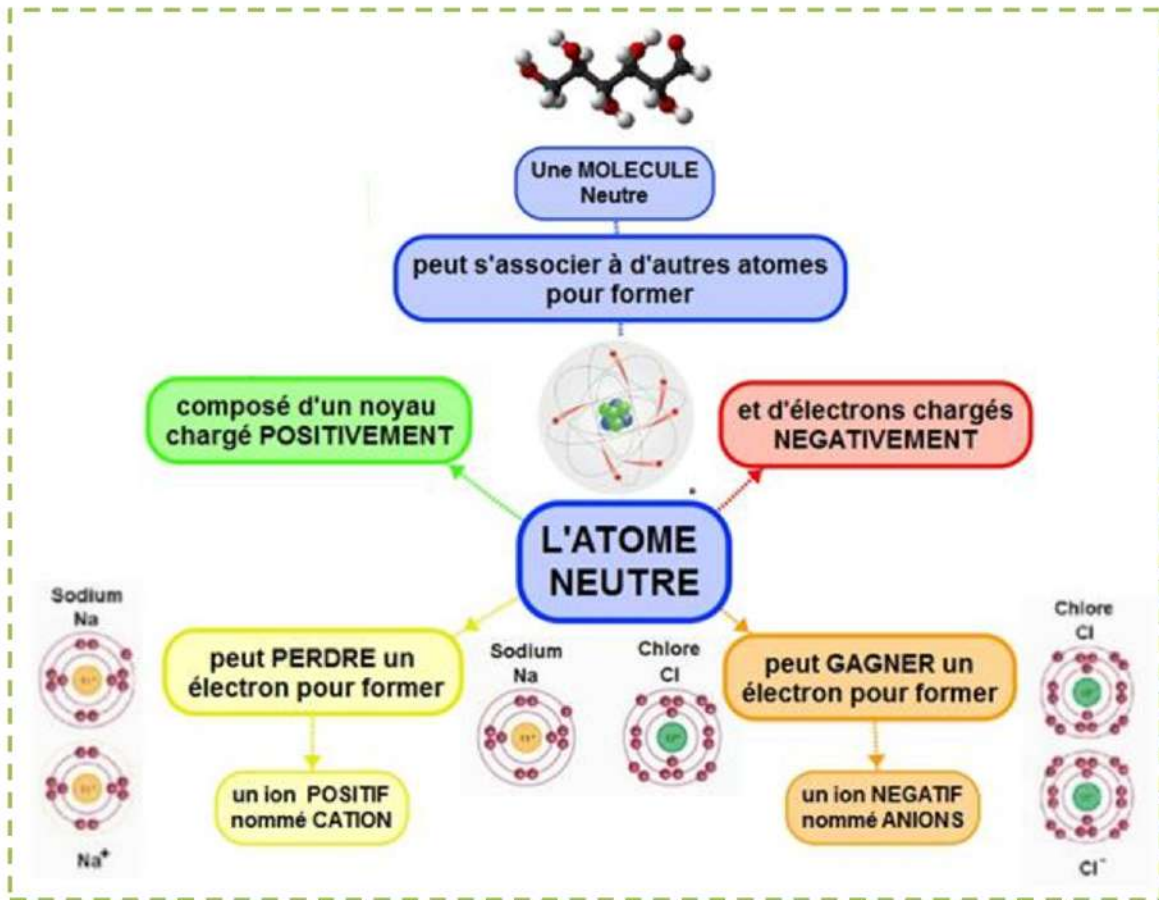 Une MOLECULE
Neutre
peut s'associer à d'autres atomes
pour former
composé d'un noyau
chargé POSITIVEMENT
et d'électrons chargés
NEGATIVEMENT
L'ATOME
NEUTRE
Sodium
Na
peut PERDRE un
électron pour former
Sodium
Na
Chlore
Cl
peut GAGNER un
électron pour former
Chlore
Cl
un ion POSITIF
nommé CATION
un ion NEGATIF
nommé ANIONS
Na⁺
Cl⁻